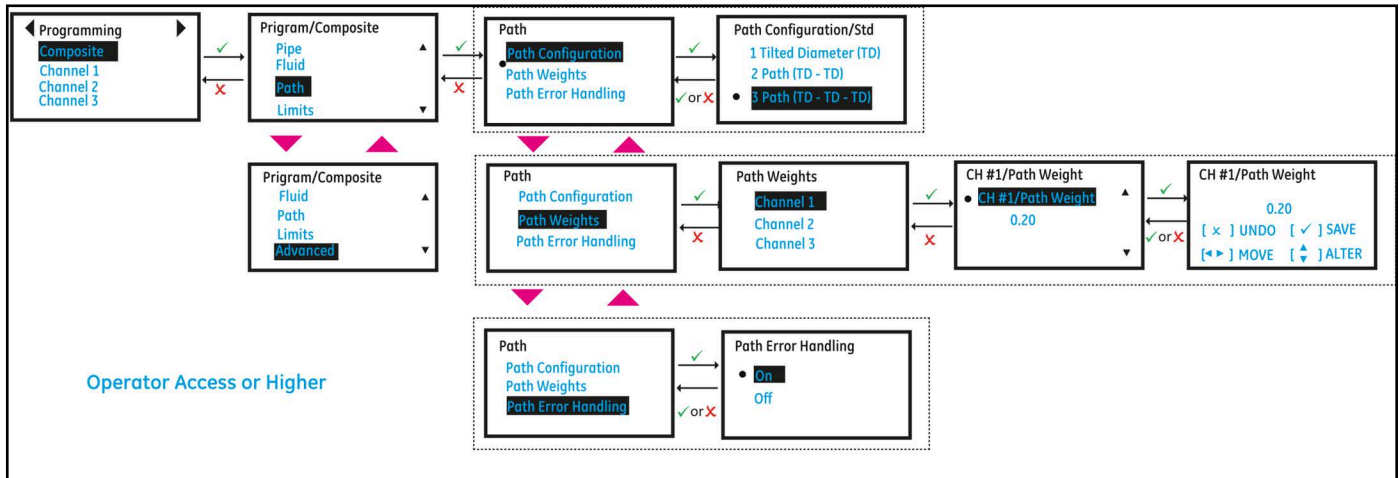 Programming
Composite
Channel 1
Channel 2
Channel 3
Prigram/Composite
Pipe
Fluid
Path
Limits
Path
Path Configuration
Path Weights
Path Error Handling
✓ or X
Path Configuration/Std
1 Tilted Diameter (TD)
2 Path (TD - TD)
3 Path (TD - TD - TD)
Prigram/Composite
Fluid
Path
Limits
Advanced
Path
Path Configuration
Path Weights
Path Error Handling
Path Weights
Channel 1
Channel 2
Channel 3
CH #1/Path Weight
CH #1/Path Weight
0.20
✓ or X
CH #1/Path Weight
0.20
[ x ] UNDO [ ✓ ] SAVE
[◄ ►] MOVE [▲▼] ALTER
Path
Path Configuration
Path Weights
Path Error Handling
✓ or X
Path Error Handling
On
Off
Operator Access or Higher